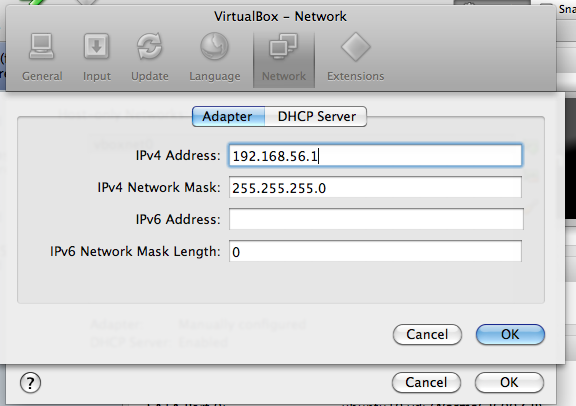 Sna
VirtualBox – Network
General Input Update Language Network Extensions
Adapter DHCP Server
IPv4 Address: 192.168.56.1
IPv4 Network Mask: 255.255.255.0
IPv6 Address:
IPv6 Network Mask Length: 0
Adapter: Manually configured
DHCP Server: Enabled
Cancel OK
? Cancel OK